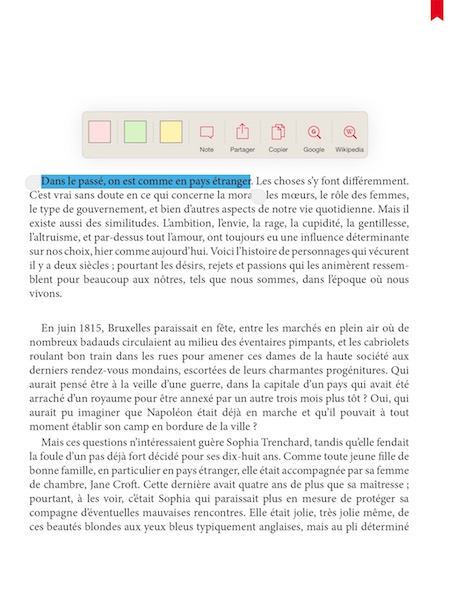 Note Partager Copier Google Wikipedia
Dans le passé, on est comme en pays étranger. Les choses s'y font différemment.
C'est vrai sans doute en ce qui concerne la mora les mœurs, le rôle des femmes,
le type de gouvernement, et bien d'autres aspects de notre vie quotidienne. Mais il
existe aussi des similitudes. L'ambition, l'envie, la rage, la cupidité, la gentillesse,
l'altruisme, et par-dessus tout l'amour, ont toujours eu une influence déterminante
sur nos choix, hier comme aujourd'hui. Voici l'histoire de personnages qui vécurent
il y a deux siècles ; pourtant les désirs, rejets et passions qui les animèrent ressem-
blent pour beaucoup aux nôtres, tels que nous sommes, dans l'époque où nous
vivons.
En juin 1815, Bruxelles paraissait en fête, entre les marchés en plein air où de
nombreux badauds circulaient au milieu des éventaires pimpants, et les cabriolets
roulant bon train dans les rues pour amener ces dames de la haute société aux
derniers rendez-vous mondains, escortées de leurs charmantes progénitures. Qui
aurait pensé être à la veille d'une guerre, dans la capitale d'un pays qui avait été
arraché d'un royaume pour être annexé par un autre trois mois plus tôt ? Oui, qui
aurait pu imaginer que Napoléon était déjà en marche et qu'il pouvait à tout
moment établir son camp en bordure de la ville ?
Mais ces questions n'intéressaient guère Sophia Trenchard, tandis qu'elle fendait
la foule d'un pas déjà fort décidé pour ses dix-huit ans. Comme toute jeune fille de
bonne famille, en particulier en pays étranger, elle était accompagnée par sa femme
de chambre, Jane Croft. Cette dernière avait quatre ans de plus que sa maîtresse ;
pourtant, à les voir, c'était Sophia qui paraissait plus en mesure de protéger sa
compagne d'éventuelles mauvaises rencontres. Elle était jolie, très jolie même, de
ces beautés blondes aux yeux bleus typiquement anglaises, mais au pli déterminé